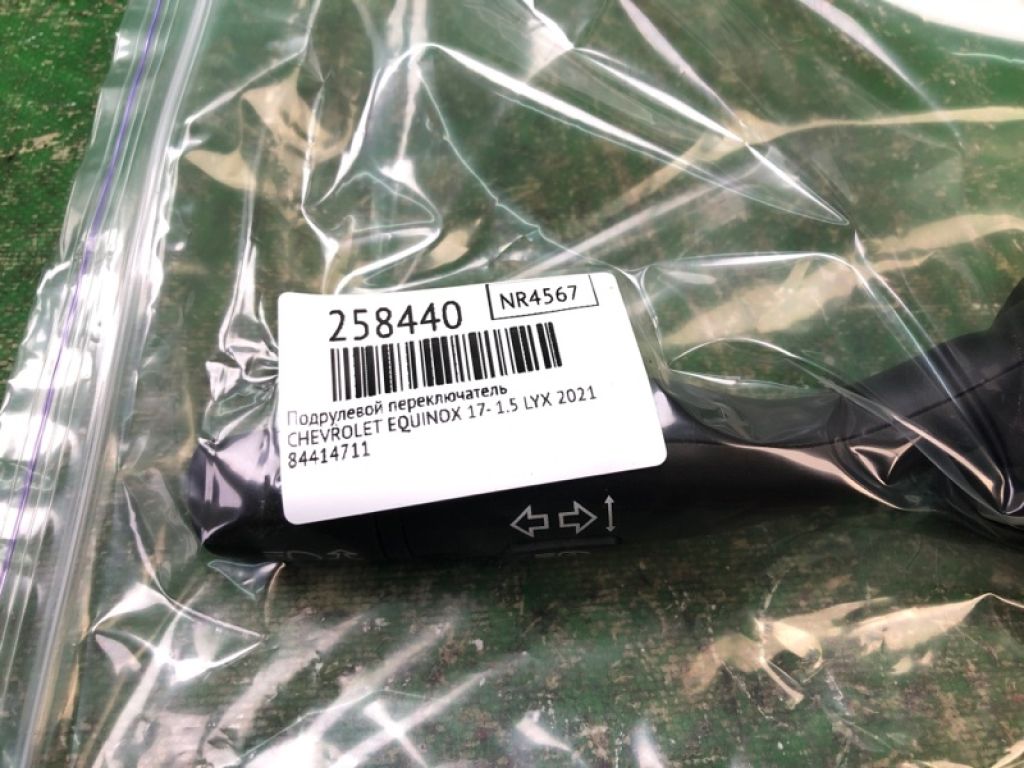 258440
NR4567
Подрулевой переключатель
CHEVROLET EQUINOX 17- 1.5 LYX 2021
84414711